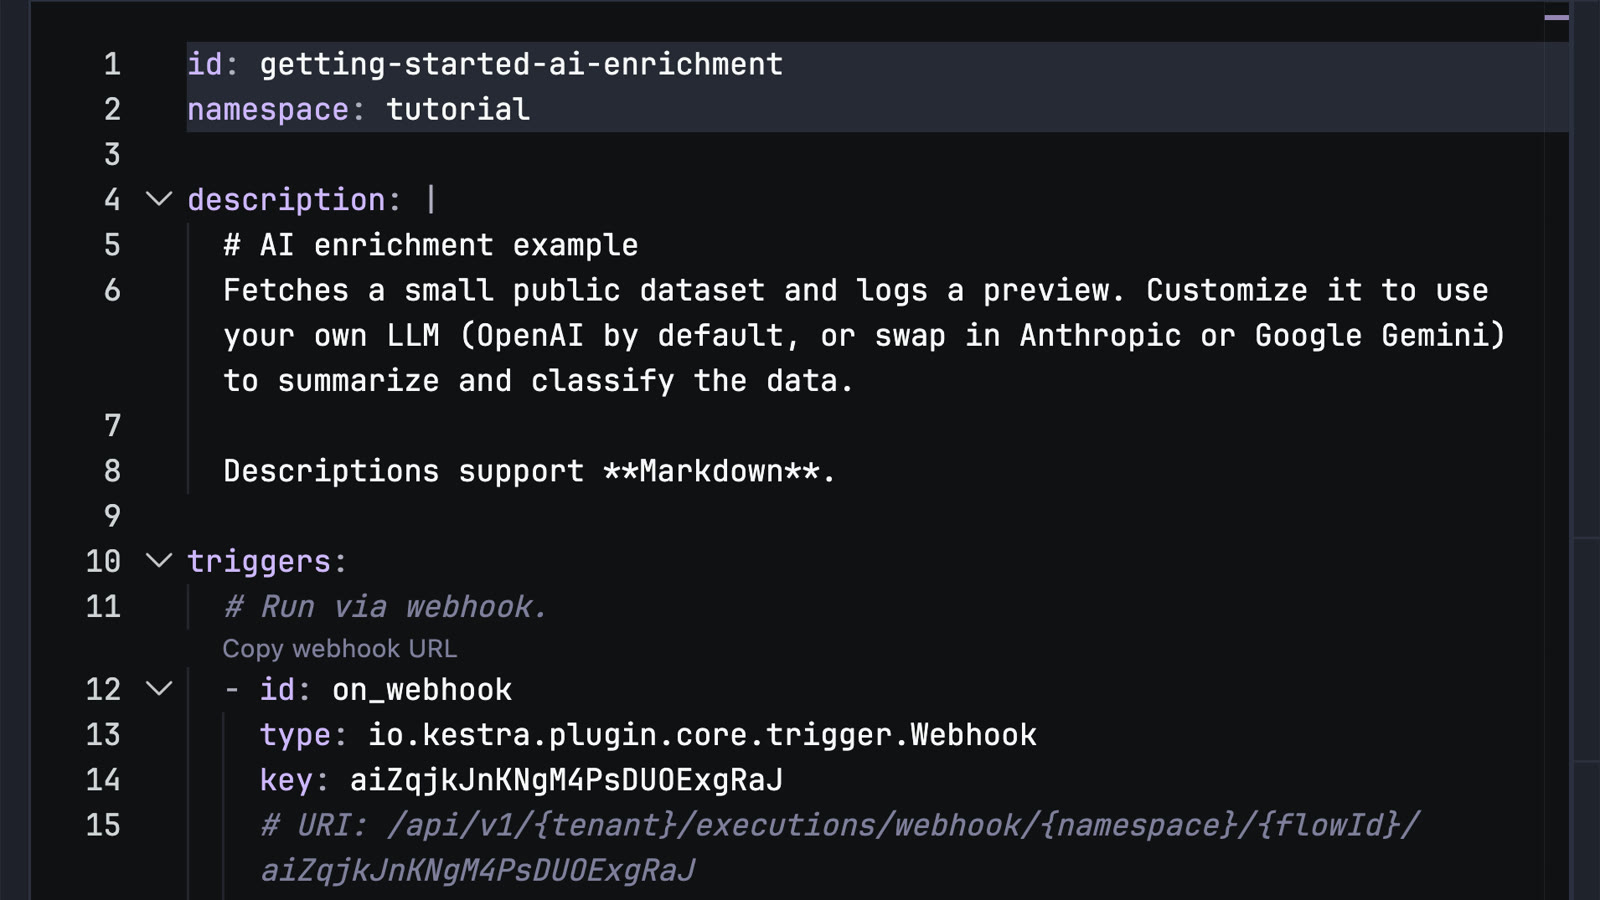 1 id: getting-started-ai-enrichment
2 namespace: tutorial
3
4 description: |
5 # AI enrichment example
6 Fetches a small public dataset and logs a preview. Customize it to use
your own LLM (OpenAI by default, or swap in Anthropic or Google Gemini)
to summarize and classify the data.
7
8 Descriptions support **Markdown**.
9
10 triggers:
11 # Run via webhook.
Copy webhook URL
12 - id: on_webhook
13 type: io.kestra.plugin.core.trigger.Webhook
14 key: aiZqjkJnKNgM4PsDUOExgRaJ
15 # URI: /api/v1/{tenant}/executions/webhook/{namespace}/{flowId}/
aiZqjkJnKNgM4PsDUOExgRaJ